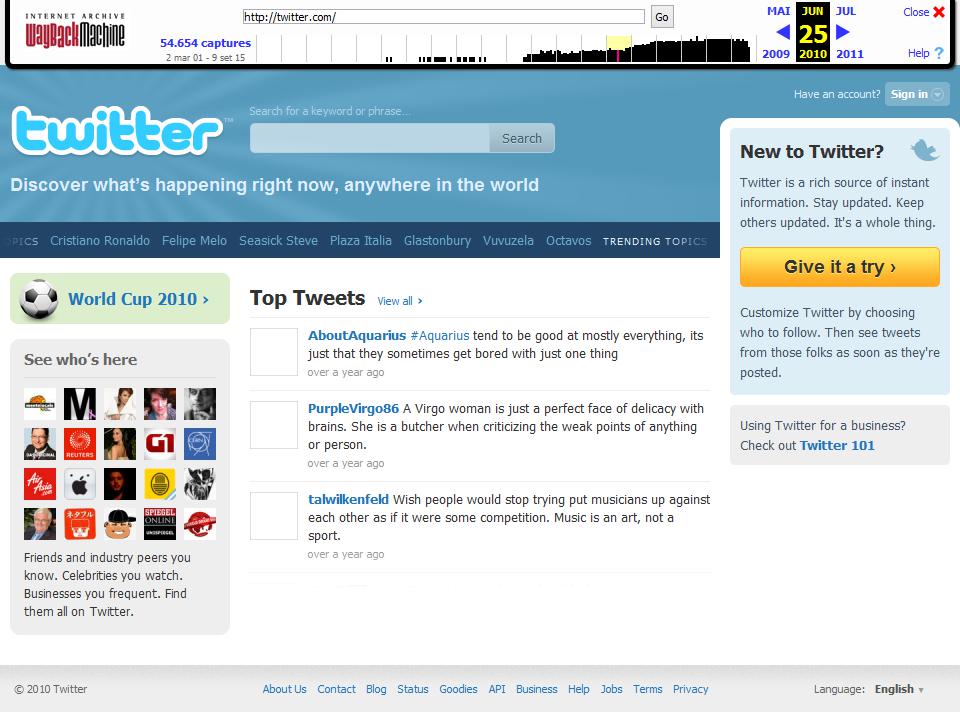 INTERNET ARCHIVE
WayBackMachine
http://twitter.com/
Go
54.654 captures
2 mar 01 - 9 set 15
MAI
JUN
JUL
25
2009
2010
2011
Close
Help ?
Have an account?
Sign in
twitter™
Search for a keyword or phrase...
Search
Discover what's happening right now, anywhere in the world
OPICS Cristiano Ronaldo Felipe Melo Seasick Steve Plaza Italia Glastonbury Vuvuzela Octavos TRENDING TOPICS
New to Twitter?
Twitter is a rich source of instant
information. Stay updated. Keep
others updated. It's a whole thing.
Give it a try ›
Customize Twitter by choosing
who to follow. Then see tweets
from those folks as soon as they're
posted.
Using Twitter for a business?
Check out Twitter 101
World Cup 2010 ›
See who's here
M
REUTERS
G1
CERN
Air
Asia
.com
SPIEGEL
ONLINE
UNISPIEGEL
Friends and industry peers you
know. Celebrities you watch.
Businesses you frequent. Find
them all on Twitter.
Top Tweets View all ›
AboutAquarius #Aquarius tend to be good at mostly everything, its
just that they sometimes get bored with just one thing
over a year ago
PurpleVirgo86 A Virgo woman is just a perfect face of delicacy with
brains. She is a butcher when criticizing the weak points of anything
or person.
over a year ago
talwilkenfeld Wish people would stop trying put musicians up against
each other as if it were some competition. Music is an art, not a
sport.
over a year ago
© 2010 Twitter
About Us Contact Blog Status Goodies API Business Help Jobs Terms Privacy
Language: English